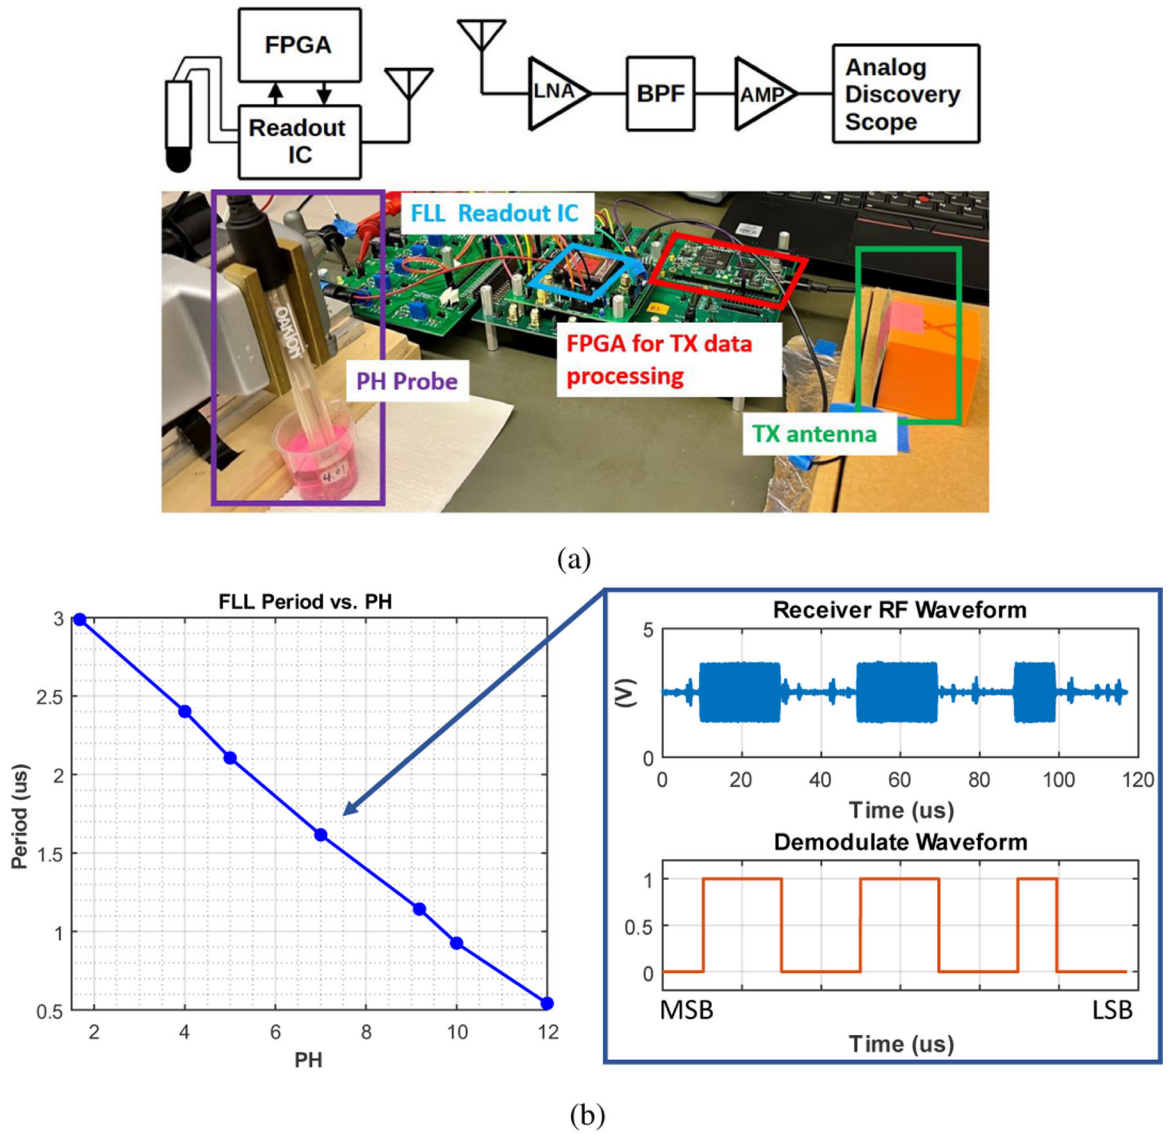 FPGA
Readout
IC
LNA
BPF
AMP
Analog
Discovery
Scope
FLL Readout IC
OAKTON
FPGA for TX data
processing
PH Probe
TX antenna
4.01
(a)
FLL Period vs. PH
3
2.5
2
1.5
1
0.5
Period (us)
2 4 6 8 10 12
PH
Receiver RF Waveform
5
0
(V)
0 20 40 60 80 100 120
Time (us)
Demodulate Waveform
1
0.5
0
MSB LSB
Time (us)
(b)